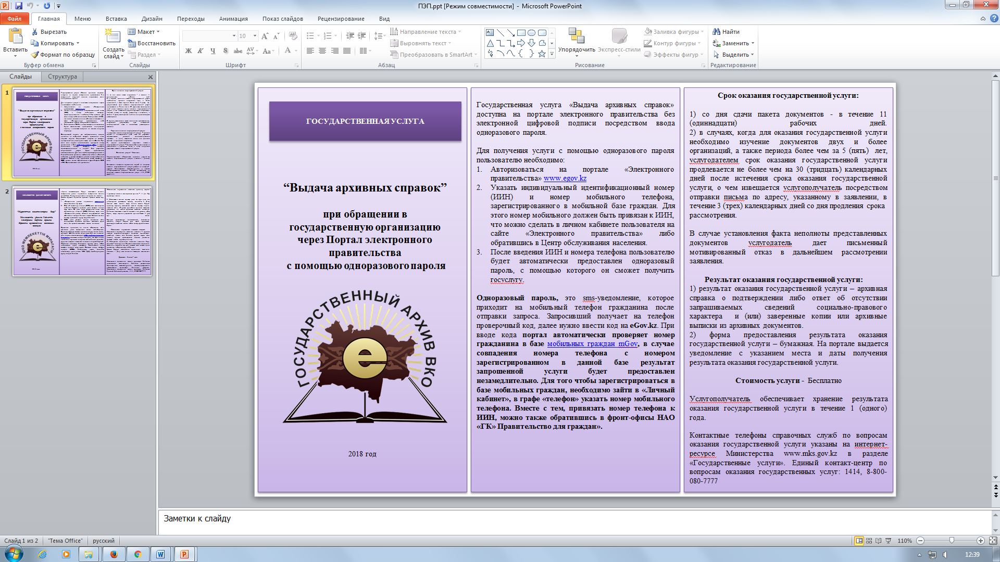 ПЭП.ppt [Режим совместимости] - Microsoft PowerPoint
Файл
Главная
Меню
Вставка
Дизайн
Переходы
Анимация
Показ слайдов
Рецензирование
Вид
Вставить
Вырезать
Копировать
Формат по образцу
Буфер обмена
Создать слайд
Макет
Восстановить
Раздел
Слайды
10
Ж К Ч S abc AV Aa A
Шрифт
Направление текста
Выровнять текст
Преобразовать в SmartArt
Абзац
Упорядочить
Экспресс-стили
Заливка фигуры
Контур фигуры
Эффекты фигур
Рисование
Найти
Заменить
Выделить
Редактирование
Слайды
Структура
1
2
ГОСУДАРСТВЕННАЯ УСЛУГА
“Выдача архивных справок”
при обращении в
государственную организацию
через Портал электронного
правительства
с помощью одноразового пароля
ГОСУДАРСТВЕННЫЙ АРХИВ ВКО
e
2018 год
Государственная услуга «Выдача архивных справок»
доступна на портале электронного правительства без
электронной цифровой подписи посредством ввода
одноразового пароля.
Для получения услуги с помощью одноразового пароля
пользователю необходимо:
1. Авторизоваться на портале «Электронного
правительства» www.egov.kz
2. Указать индивидуальный идентификационный номер
(ИИН) и номер мобильного телефона,
зарегистрированного в мобильной базе граждан. Для
этого номер мобильного должен быть привязан к ИИН,
что можно сделать в личном кабинете пользователя на
сайте «Электронного правительства» либо
обратившись в Центр обслуживания населения.
3. После введения ИИН и номера телефона пользователю
будет автоматически предоставлен одноразовый
пароль, с помощью которого он сможет получить
госуслугу.
Одноразовый пароль, это sms-уведомление, которое
приходит на мобильный телефон гражданина после
отправки запроса. Запросивший получает на телефон
проверочный код, далее нужно ввести код на eGov.kz. При
вводе кода портал автоматически проверяет номер
гражданина в базе мобильных граждан mGov, в случае
совпадения номера телефона с номером
зарегистрированном в данной базе результат
запрошенной услуги будет предоставлен
незамедлительно. Для того чтобы зарегистрироваться в
базе мобильных граждан, необходимо зайти в «Личный
кабинет», в графе «телефон» указать номер мобильного
телефона. Вместе с тем, привязать номер телефона к
ИИН, можно также обратившись в фронт-офисы НАО
«ГК» Правительство для граждан».
Срок оказания государственной услуги:
1) со дня сдачи пакета документов - в течение 11
(одиннадцати) рабочих дней.
2) в случаях, когда для оказания государственной услуги
необходимо изучение документов двух и более
организаций, а также периода более чем за 5 (пять) лет,
услугодателем срок оказания государственной услуги
продлевается не более чем на 30 (тридцать) календарных
дней после истечения срока оказания государственной
услуги, о чем извещается услугополучатель посредством
отправки письма по адресу, указанному в заявлении, в
течение 3 (трех) календарных дней со дня продления срока
рассмотрения.
В случае установления факта неполноты представленных
документов услугодатель дает письменный
мотивированный отказ в дальнейшем рассмотрении
заявления.
Результат оказания государственной услуги:
1) результат оказания государственной услуги – архивная
справка о подтверждении либо ответ об отсутствии
запрашиваемых сведений социально-правового
характера и (или) заверенные копии или архивные
выписки из архивных документов.
2) форма предоставления результата оказания
государственной услуги – бумажная. На портале выдается
уведомление с указанием места и даты получения
результата оказания государственной услуги.
Стоимость услуги - Бесплатно
Услугополучатель обеспечивает хранение результата
оказания государственной услуги в течение 1 (одного)
года.
Контактные телефоны справочных служб по вопросам
оказания государственной услуги указаны на интернет-
ресурсе Министерства www.mks.gov.kz в разделе
«Государственные услуги». Единый контакт-центр по
вопросам оказания государственных услуг: 1414, 8-800-
080-7777
Заметки к слайду
Слайд 1 из 2
"Тема Office"
русский
110%
12:39